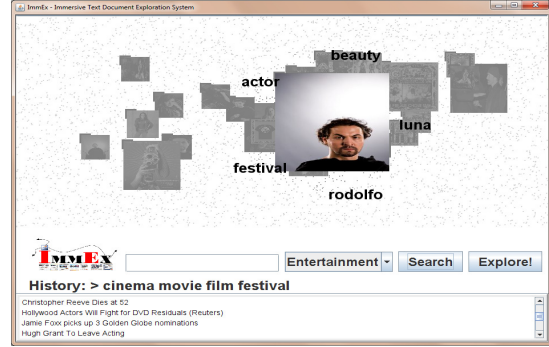 ImmEx - Immersive Text Document Exploration System
beauty
actor
luna
festival
rodolfo
IMMEX
Entertainment
Search
Explore!
History: > cinema movie film festival
Christopher Reeve Dies at 52
Hollywood Actors Will Fight for DVD Residuals (Reuters)
Jamie Foxx picks up 3 Golden Globe nominations
Hugh Grant To Leave Acting